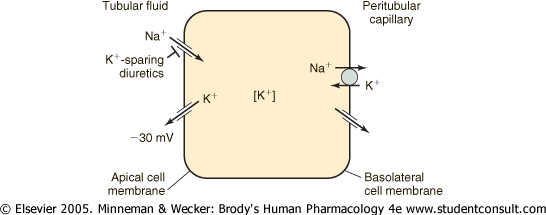 Tubular fluid
Peritubular
capillary
Na+
K+-sparing
diuretics
Na+
K+
K+
[K+]
−30 mV
Apical cell
membrane
Basolateral
cell membrane
© Elsevier 2005. Minneman & Wecker: Brody's Human Pharmacology 4e www.studentconsult.com